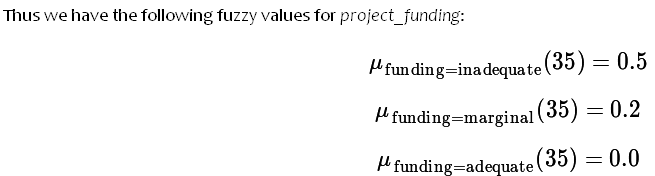 Thus we have the following fuzzy values for project_funding:
μfunding=inadequate(35) = 0.5
μfunding=marginal(35) = 0.2
μfunding=adequate(35) = 0.0